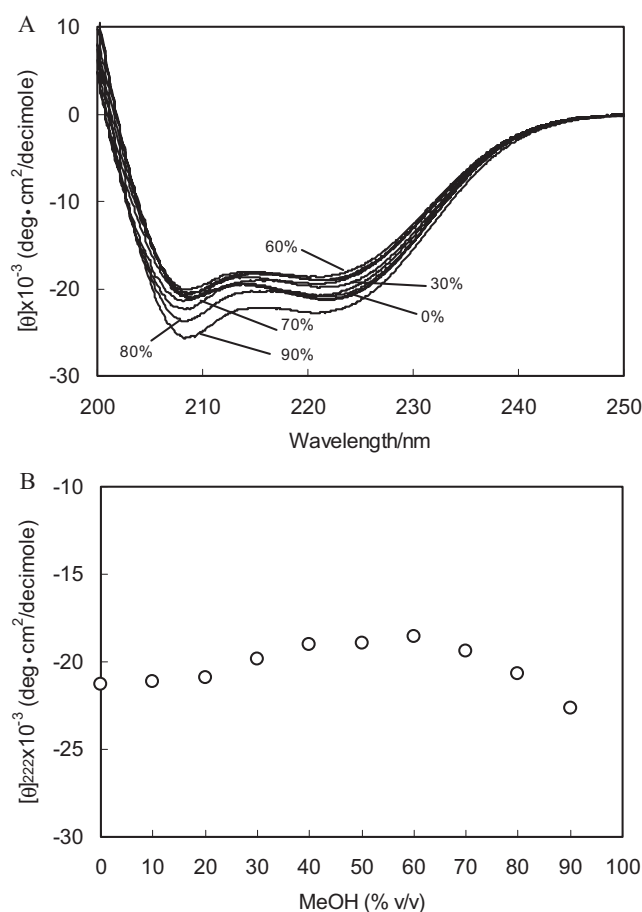 A
[θ]x10⁻³ (deg•cm²/decimole)
10
0
-10
-20
-30
60%
30%
0%
70%
80%
90%
200 210 220 230 240 250
Wavelength/nm
B
[θ]₂₂₂x10⁻³ (deg•cm²/decimole)
-10
-15
-20
-25
-30
0 10 20 30 40 50 60 70 80 90 100
MeOH (% v/v)